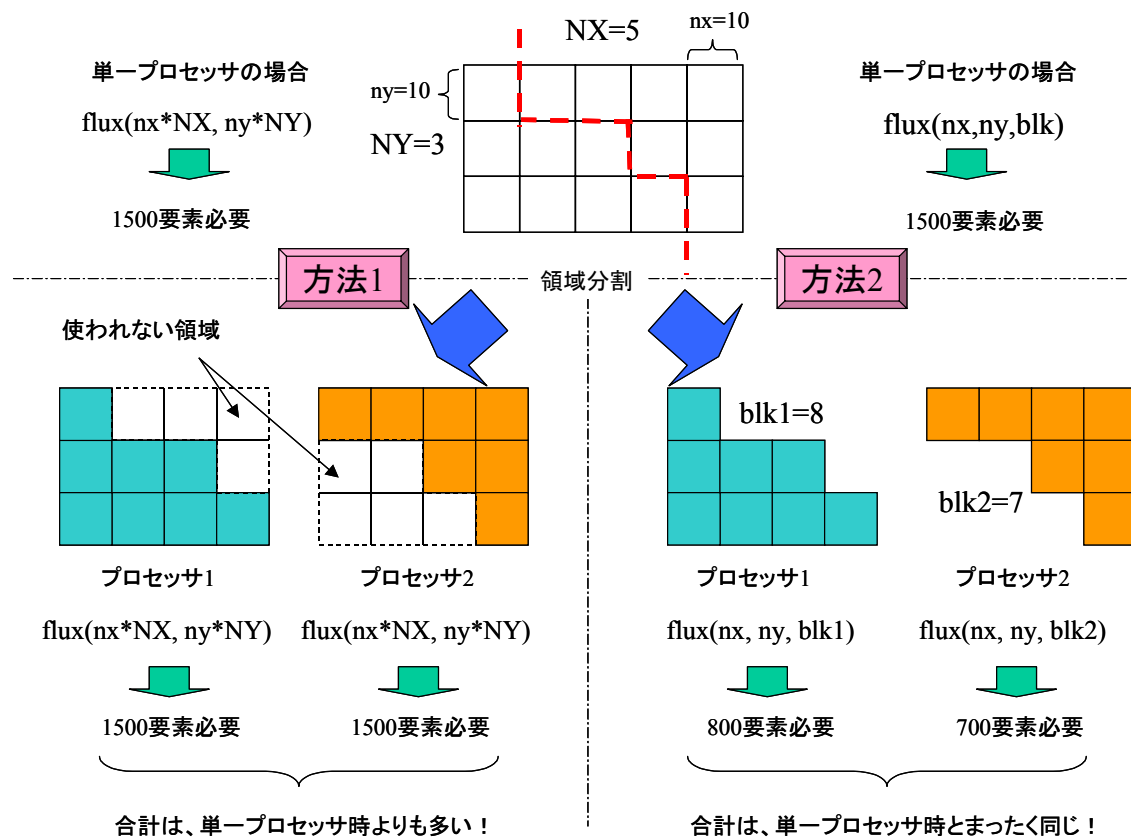 NX=5
nx=10
単一プロセッサの場合
flux(nx*NX, ny*NY)
1500要素必要
ny=10
NY=3
単一プロセッサの場合
flux(nx,ny,blk)
1500要素必要
方法1
領域分割
方法2
使われない領域
プロセッサ1
プロセッサ2
flux(nx*NX, ny*NY)
flux(nx*NX, ny*NY)
1500要素必要
1500要素必要
合計は、単一プロセッサ時よりも多い！
blk1=8
blk2=7
プロセッサ1
プロセッサ2
flux(nx, ny, blk1)
flux(nx, ny, blk2)
800要素必要
700要素必要
合計は、単一プロセッサ時とまったく同じ！